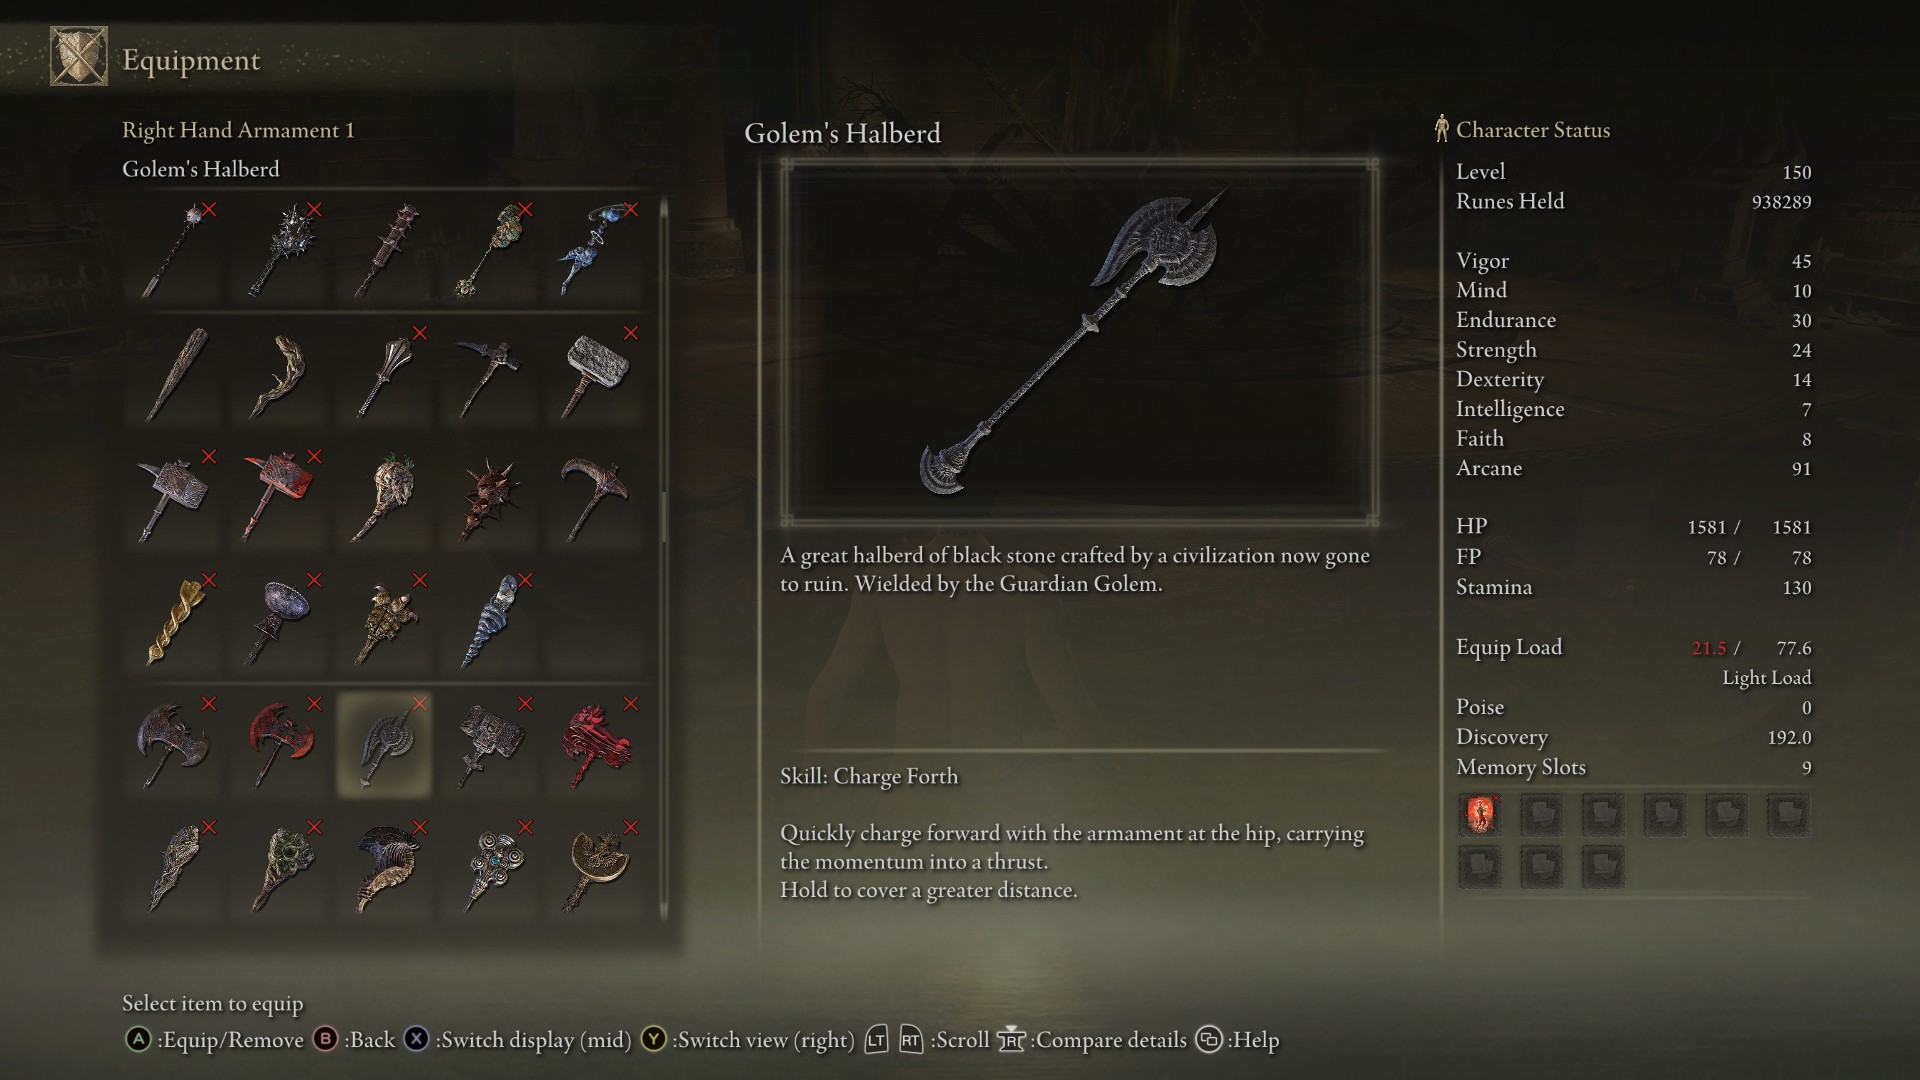 Equipment
Right Hand Armament 1
Golem's Halberd
Golem's Halberd
A great halberd of black stone crafted by a civilization now gone
to ruin. Wielded by the Guardian Golem.
Skill: Charge Forth
Quickly charge forward with the armament at the hip, carrying
the momentum into a thrust.
Hold to cover a greater distance.
Character Status
Level 150
Runes Held 938289
Vigor 45
Mind 10
Endurance 30
Strength 24
Dexterity 14
Intelligence 7
Faith 8
Arcane 91
HP 1581 / 1581
FP 78 / 78
Stamina 130
Equip Load 21.5 / 77.6
Light Load
Poise 0
Discovery 192.0
Memory Slots 9
Select item to equip
A :Equip/Remove B :Back X :Switch display (mid) Y :Switch view (right) LT RT :Scroll R :Compare details :Help